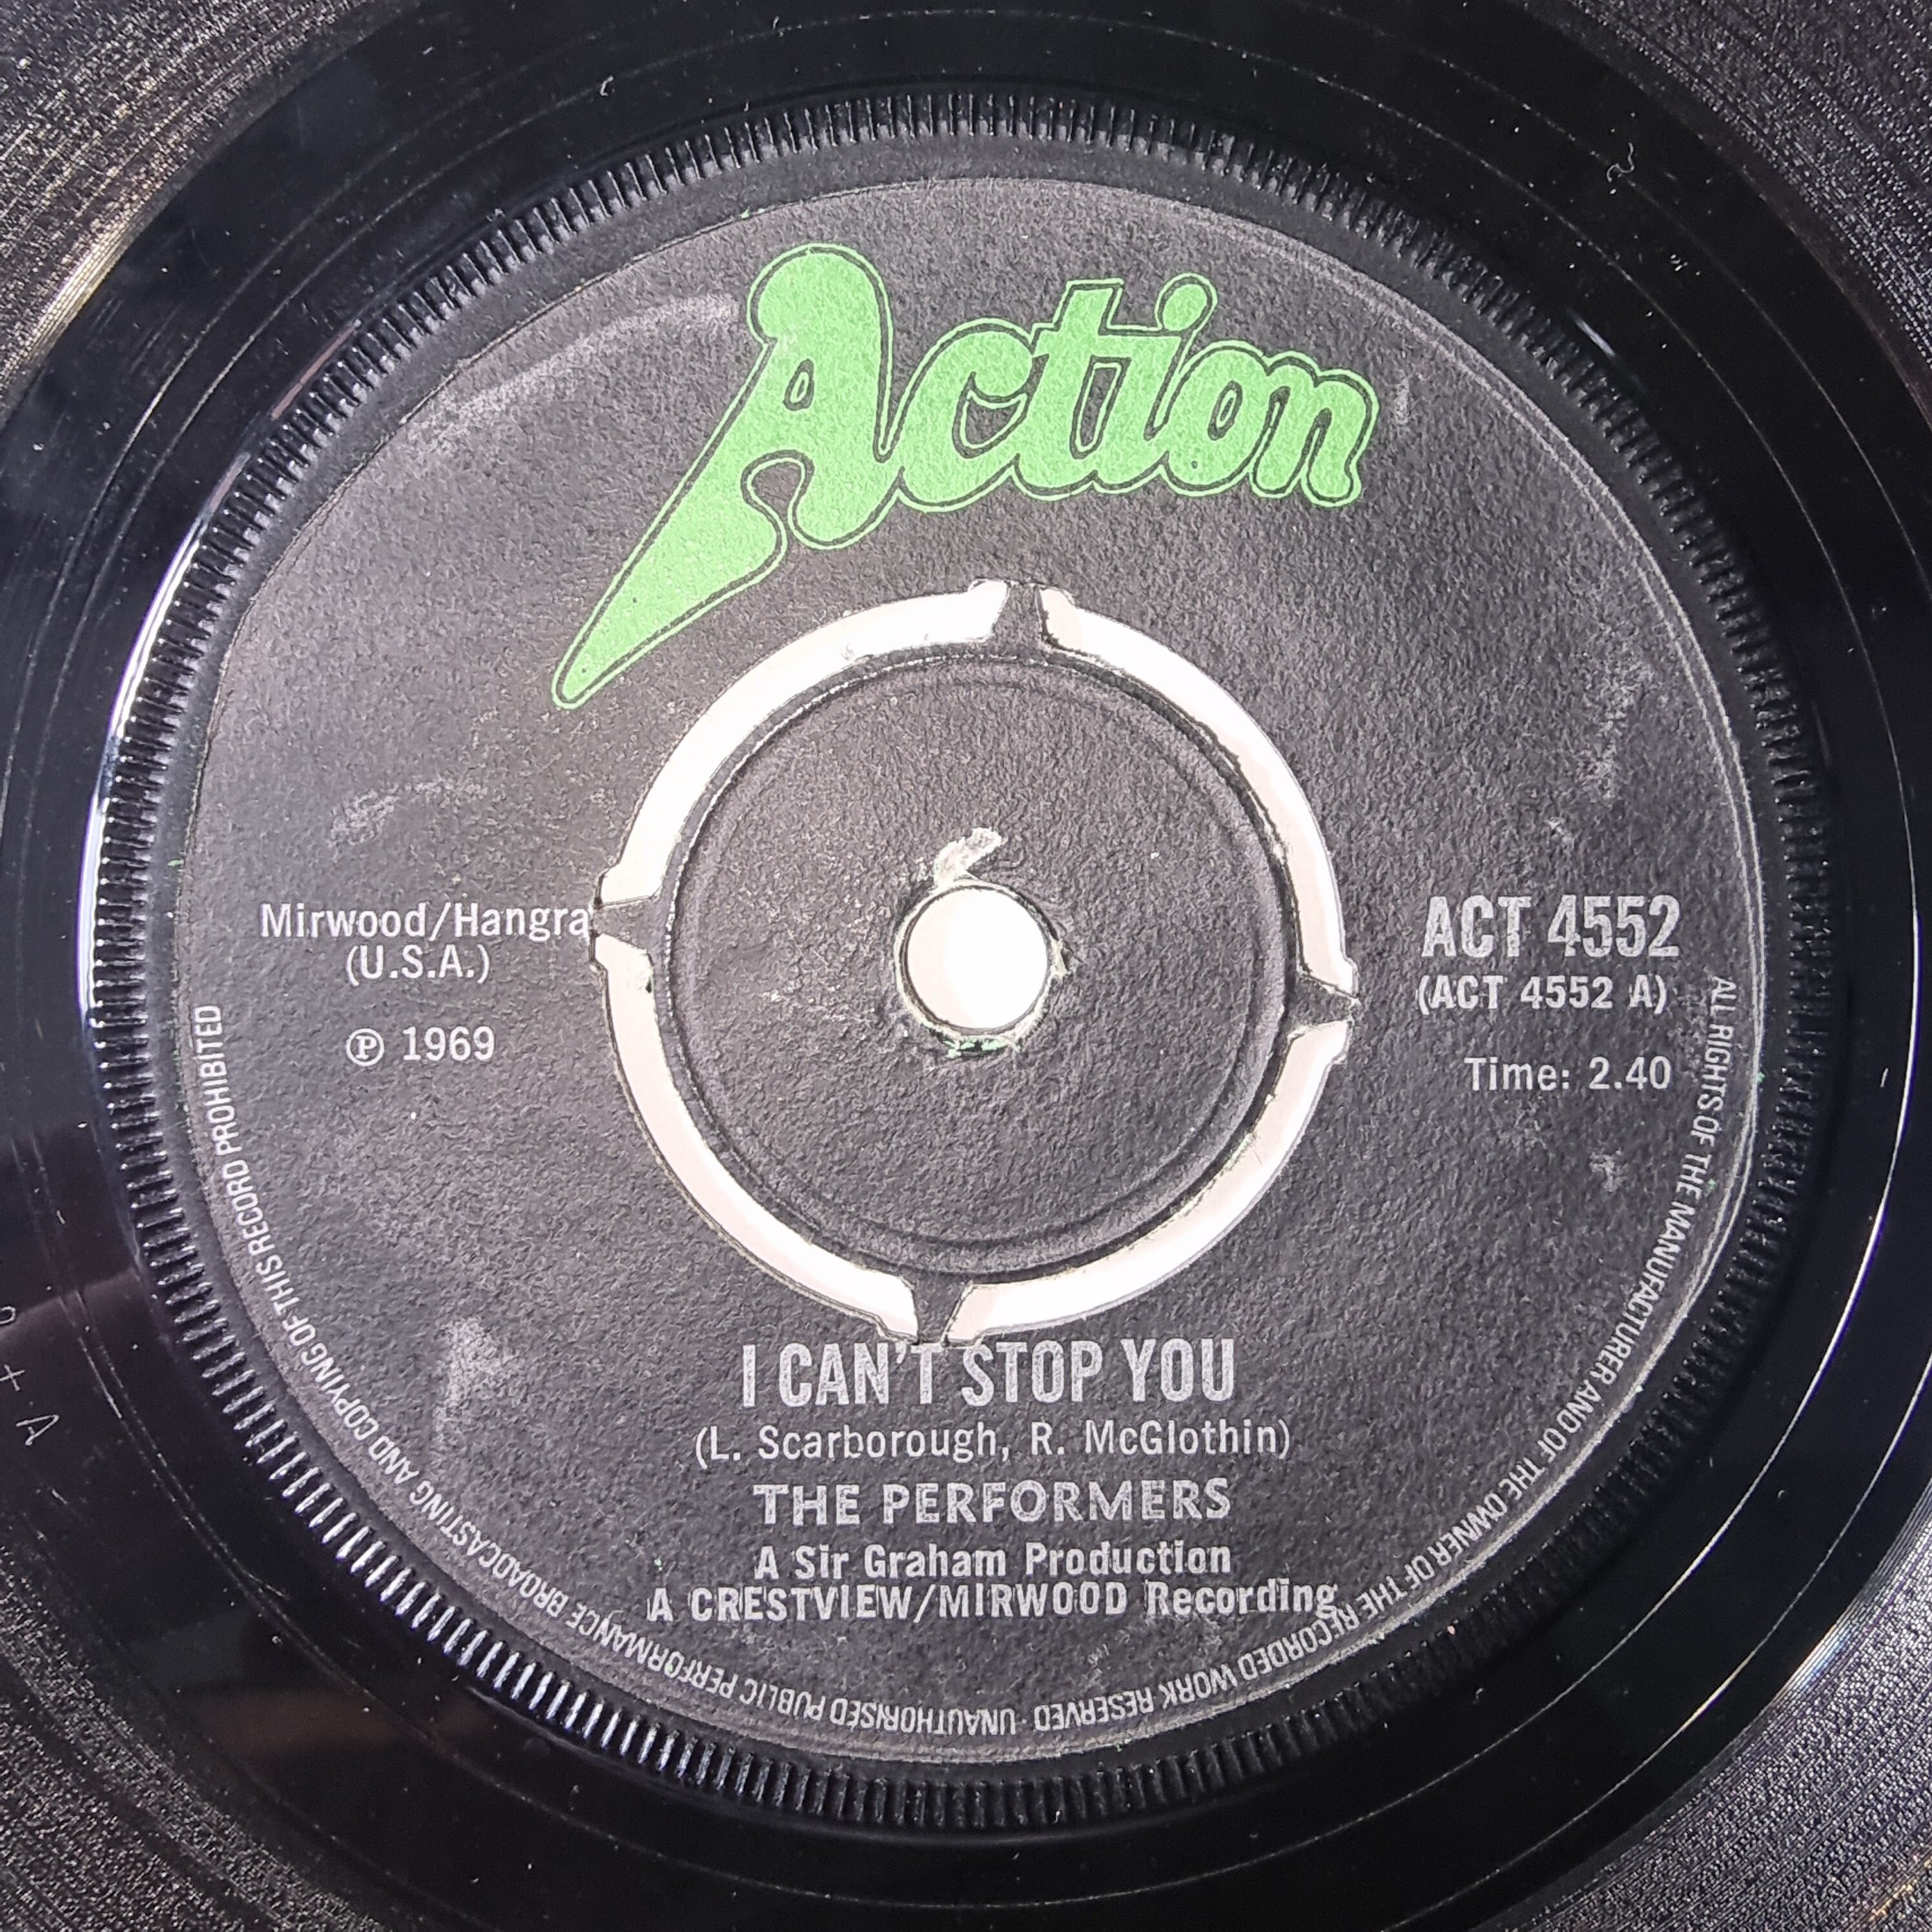 Action
Mirwood/Hangra
(U.S.A.)
℗ 1969
ACT 4552
(ACT 4552 A)
Time: 2.40
I CAN'T STOP YOU
(L. Scarborough, R. McGlothin)
THE PERFORMERS
A Sir Graham Production
A CRESTVIEW/MIRWOOD Recording
ALL RIGHTS OF THE MANUFACTURER AND OF THE OWNER OF THE RECORDED WORK RESERVED · UNAUTHORISED PUBLIC PERFORMANCE BROADCASTING AND COPYING OF THIS RECORD PROHIBITED